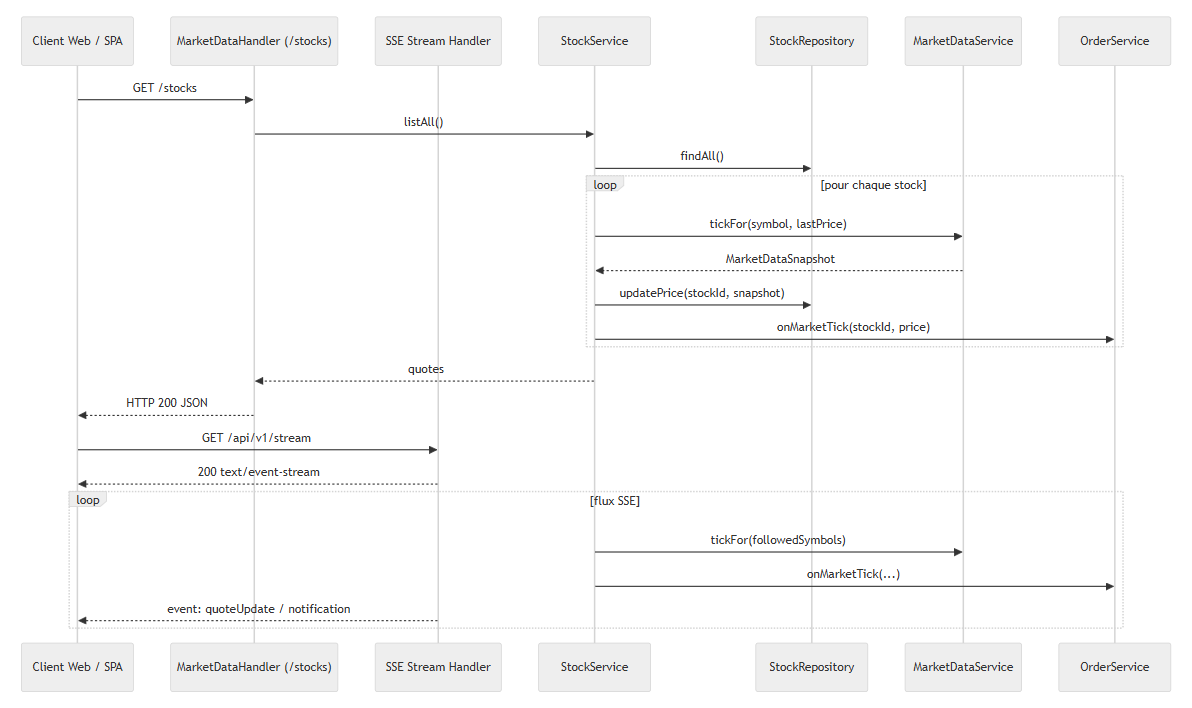 Client Web / SPA
MarketDataHandler (/stocks)
SSE Stream Handler
StockService
StockRepository
MarketDataService
OrderService
GET /stocks
listAll()
findAll()
loop
[pour chaque stock]
tickFor(symbol, lastPrice)
MarketDataSnapshot
updatePrice(stockId, snapshot)
onMarketTick(stockId, price)
quotes
HTTP 200 JSON
GET /api/v1/stream
200 text/event-stream
loop
[flux SSE]
tickFor(followedSymbols)
onMarketTick(...)
event: quoteUpdate / notification
Client Web / SPA
MarketDataHandler (/stocks)
SSE Stream Handler
StockService
StockRepository
MarketDataService
OrderService